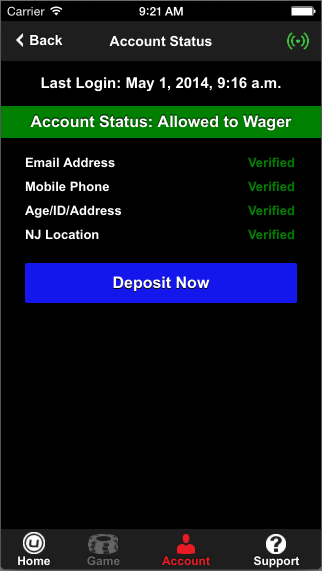 Carrier 9:21 AM
Back Account Status
Last Login: May 1, 2014, 9:16 a.m.
Account Status: Allowed to Wager
Email Address Verified
Mobile Phone Verified
Age/ID/Address Verified
NJ Location Verified
Deposit Now
Home Game Account Support